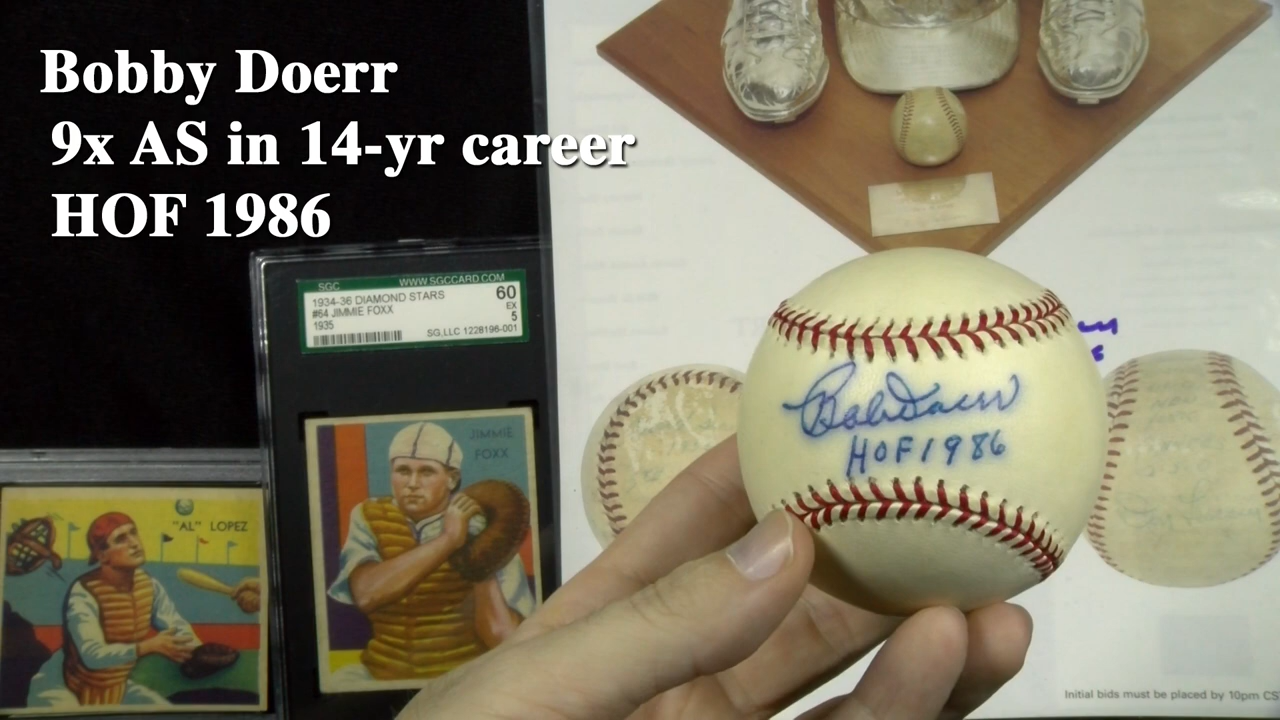 Bobby Doerr
9x AS in 14-yr career
HOF 1986
SGC WWW.SGCCARD.COM
1934-36 DIAMOND STARS 60
#64 JIMMIE FOXX EX
1935 5
SG,LLC 1228196-001
JIMMIE
FOXX
"AL" LOPEZ
Bob Doerr
HOF 1986
Initial bids must be placed by 10pm CS